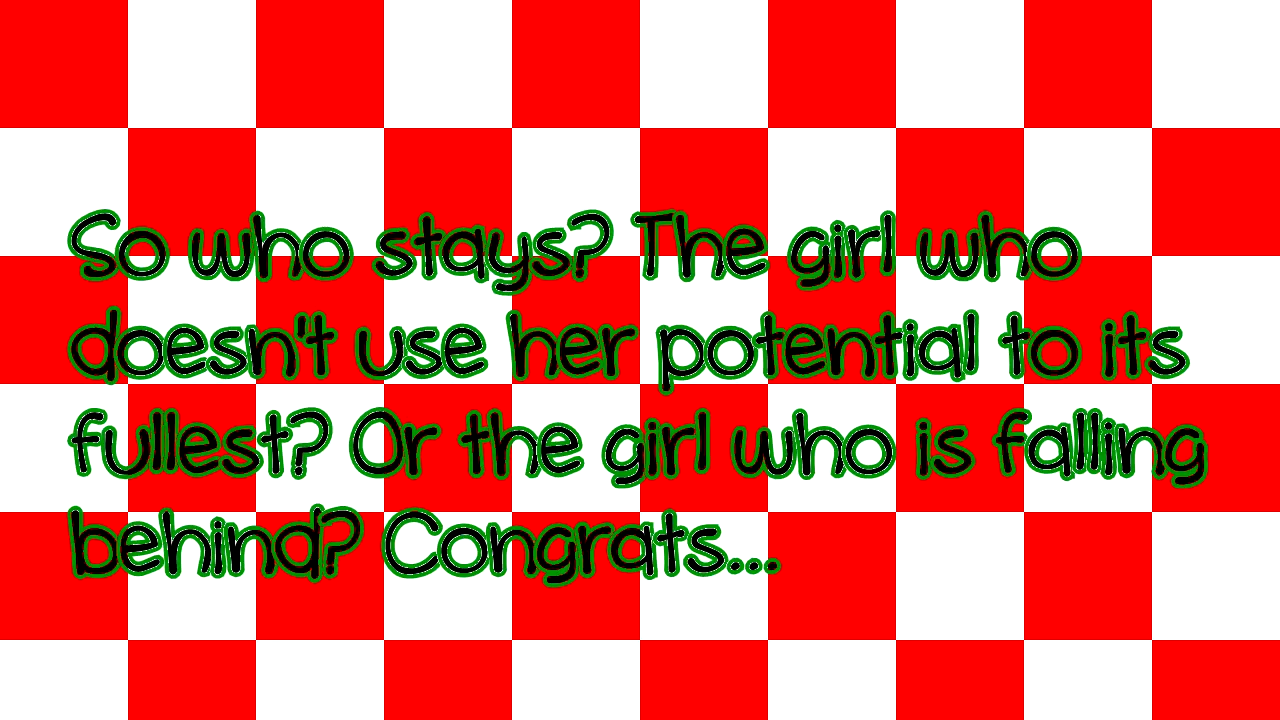 So who stays? The girl who
doesn't use her potential to its
fullest? Or the girl who is falling
behind? Congrats...